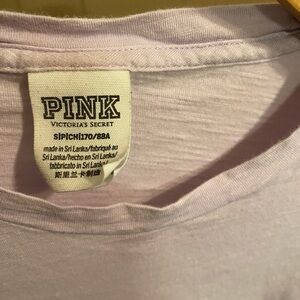 PINK
VICTORIA'S SECRET
S|P|CH|170/88A
made in Sri Lanka/fabriqué au
Sri Lanka/hecho en Sri Lanka/
fabbricato in Sri Lanka/
斯里兰卡制造